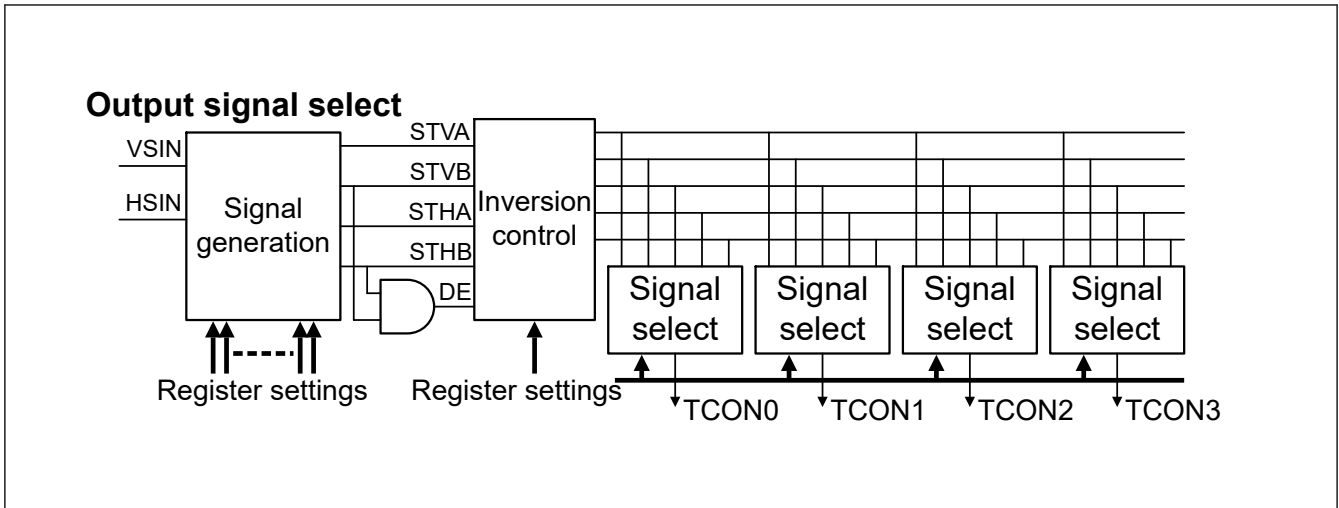 Output signal select
VSIN
HSIN
Signal
generation
Register settings
STVA
STVB
STHA
STHB
DE
Inversion
control
Register settings
Signal
select
Signal
select
Signal
select
Signal
select
TCON0
TCON1
TCON2
TCON3